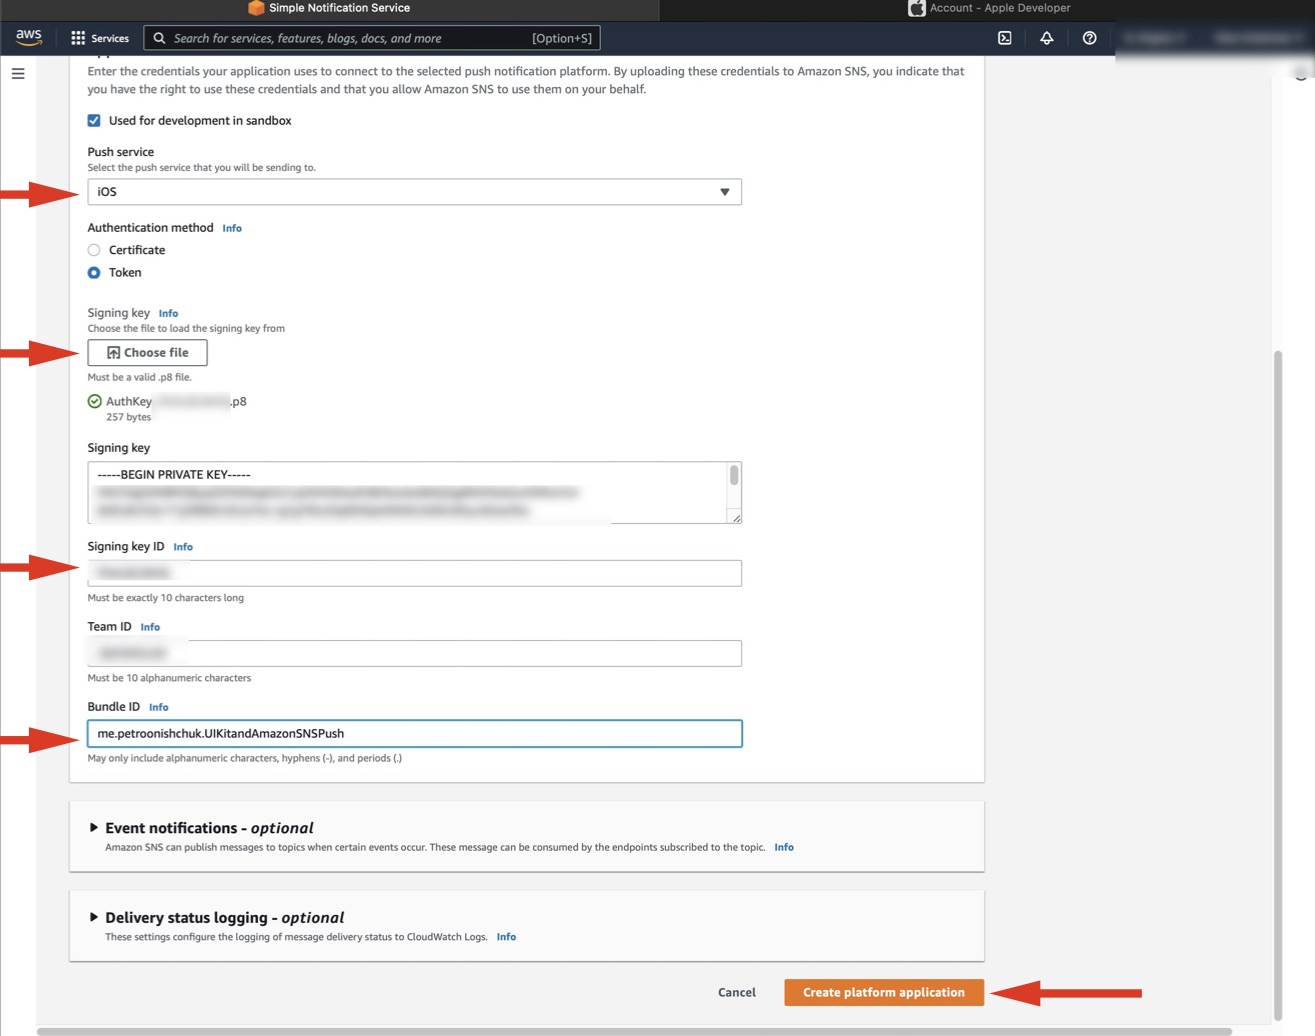 Simple Notification Service
Account - Apple Developer
aws
Services
Search for services, features, blogs, docs, and more
[Option+S]
Enter the credentials your application uses to connect to the selected push notification platform. By uploading these credentials to Amazon SNS, you indicate that
you have the right to use these credentials and that you allow Amazon SNS to use them on your behalf.
Used for development in sandbox
Push service
Select the push service that you will be sending to.
iOS
Authentication method Info
Certificate
Token
Signing key Info
Choose the file to load the signing key from
Choose file
Must be a valid .p8 file.
AuthKey .p8
257 bytes
Signing key
-----BEGIN PRIVATE KEY-----
Signing key ID Info
Must be exactly 10 characters long
Team ID Info
Must be 10 alphanumeric characters
Bundle ID Info
me.petroonishchuk.UIKitandAmazonSNSPush
May only include alphanumeric characters, hyphens (-), and periods (.)
Event notifications - optional
Amazon SNS can publish messages to topics when certain events occur. These message can be consumed by the endpoints subscribed to the topic. Info
Delivery status logging - optional
These settings configure the logging of message delivery status to CloudWatch Logs. Info
Cancel
Create platform application